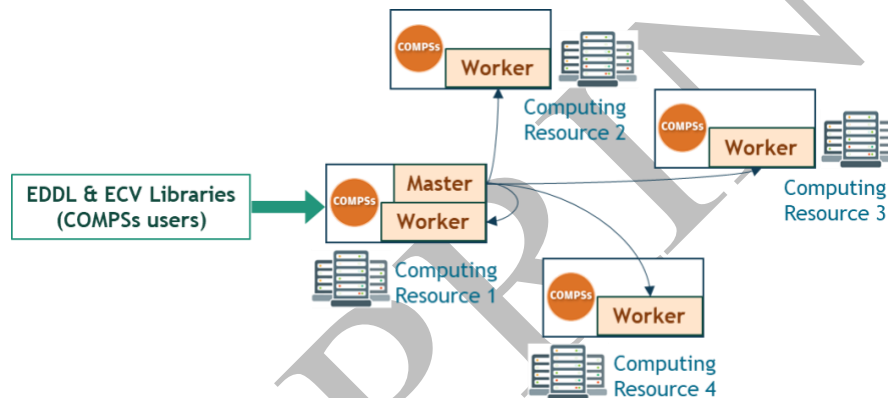 COMPSs
Worker
Computing
Resource 2
COMPSs
Worker
Computing
Resource 3
EDDL & ECV Libraries
(COMPSs users)
COMPSs
Master
Worker
Computing
Resource 1
COMPSs
Worker
Computing
Resource 4
PRIN